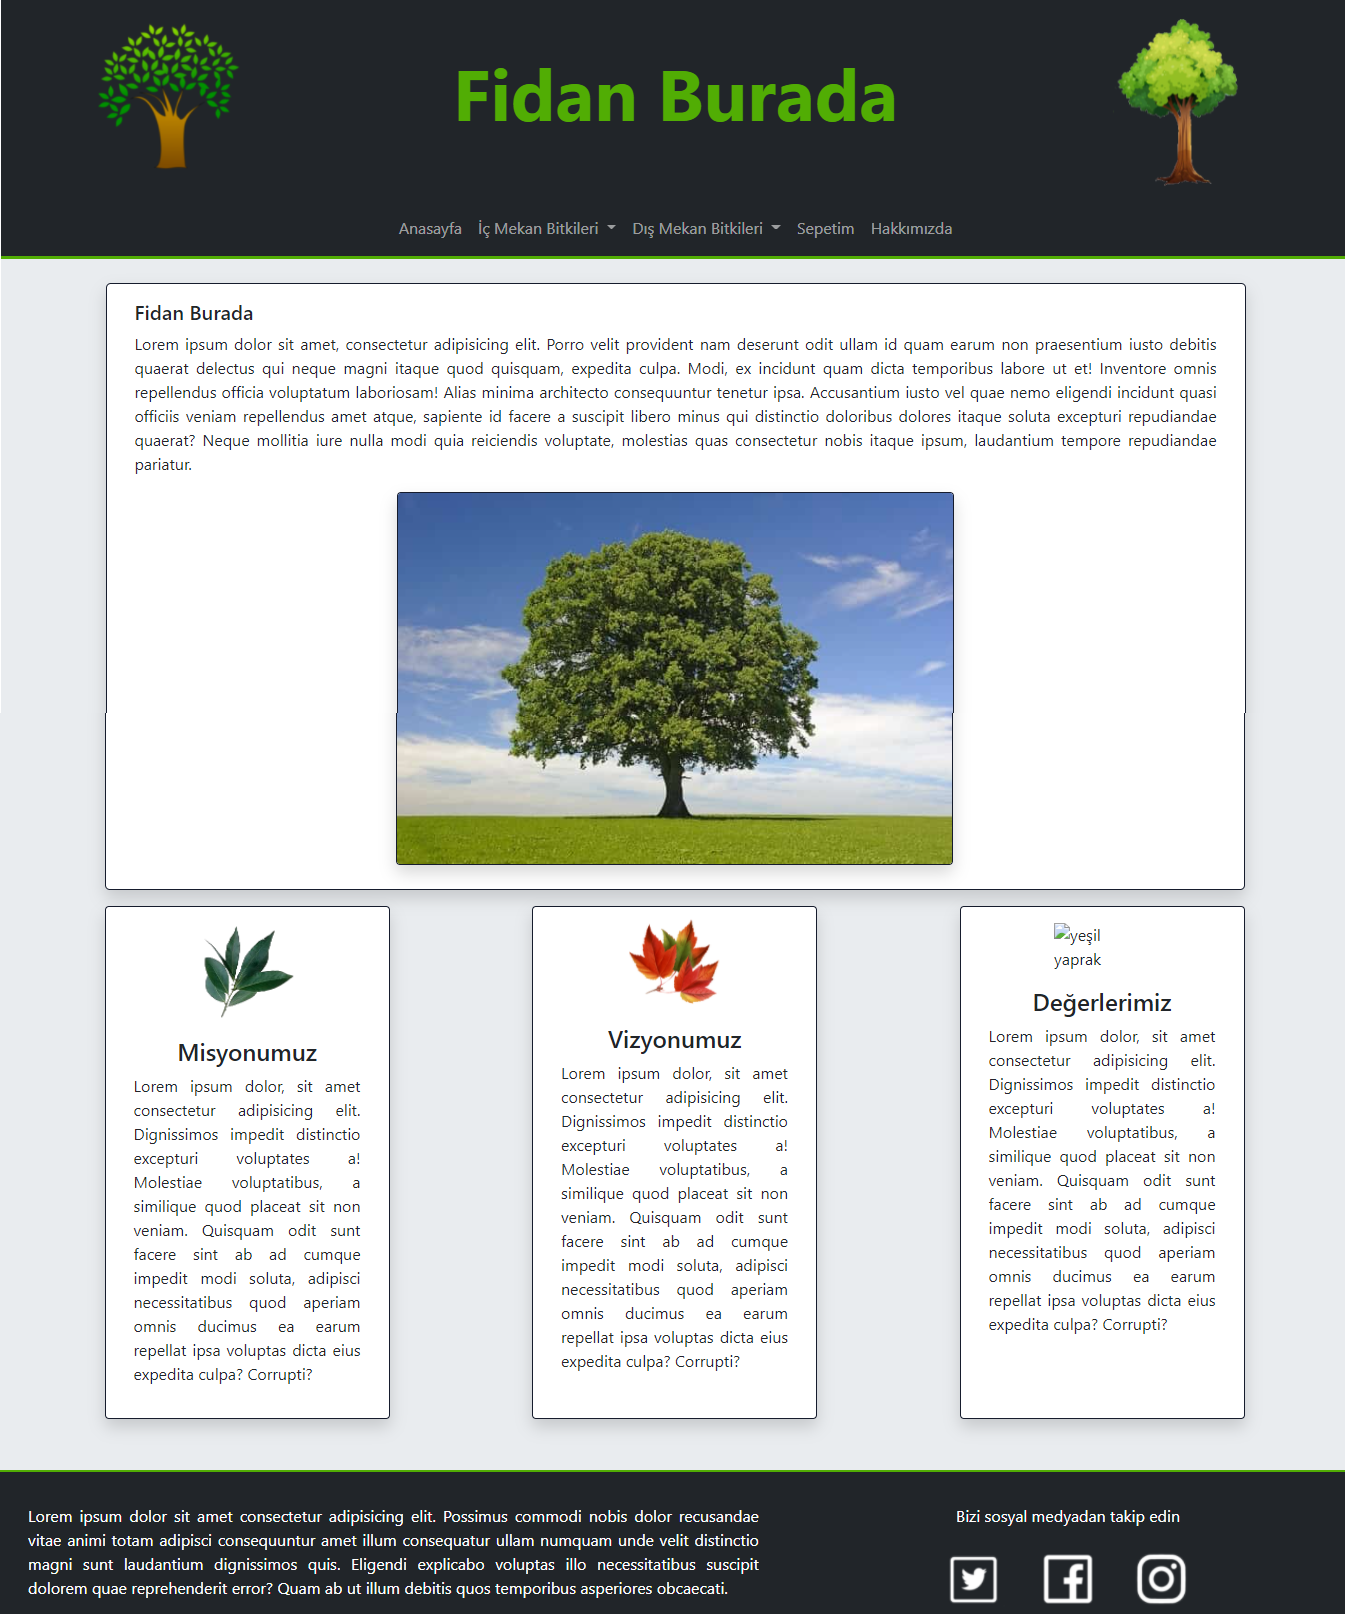 Fidan Burada
Anasayfa İç Mekan Bitkileri Dış Mekan Bitkileri Sepetim Hakkımızda
Fidan Burada
Lorem ipsum dolor sit amet, consectetur adipisicing elit. Porro velit provident nam deserunt odit ullam id quam earum non praesentium iusto debitis
quaerat delectus qui neque magni itaque quod quisquam, expedita culpa. Modi, ex incidunt quam dicta temporibus labore ut et! Inventore omnis
repellendus officia voluptatum laboriosam! Alias minima architecto consequuntur tenetur ipsa. Accusantium iusto vel quae nemo eligendi incidunt quasi
officiis veniam repellendus amet atque, sapiente id facere a suscipit libero minus qui distinctio doloribus dolores itaque soluta excepturi repudiandae
quaerat? Neque mollitia iure nulla modi quia reiciendis voluptate, molestias quas consectetur nobis itaque ipsum, laudantium tempore repudiandae
pariatur.
Misyonumuz
Lorem ipsum dolor, sit amet
consectetur adipisicing elit.
Dignissimos impedit distinctio
excepturi voluptates a!
Molestiae voluptatibus, a
similique quod placeat sit non
veniam. Quisquam odit sunt
facere sint ab ad cumque
impedit modi soluta, adipisci
necessitatibus quod aperiam
omnis ducimus ea earum
repellat ipsa voluptas dicta eius
expedita culpa? Corrupti?
Vizyonumuz
Lorem ipsum dolor, sit amet
consectetur adipisicing elit.
Dignissimos impedit distinctio
excepturi voluptates a!
Molestiae voluptatibus, a
similique quod placeat sit non
veniam. Quisquam odit sunt
facere sint ab ad cumque
impedit modi soluta, adipisci
necessitatibus quod aperiam
omnis ducimus ea earum
repellat ipsa voluptas dicta eius
expedita culpa? Corrupti?
yeşil
yaprak
Değerlerimiz
Lorem ipsum dolor, sit amet
consectetur adipisicing elit.
Dignissimos impedit distinctio
excepturi voluptates a!
Molestiae voluptatibus, a
similique quod placeat sit non
veniam. Quisquam odit sunt
facere sint ab ad cumque
impedit modi soluta, adipisci
necessitatibus quod aperiam
omnis ducimus ea earum
repellat ipsa voluptas dicta eius
expedita culpa? Corrupti?
Lorem ipsum dolor sit amet consectetur adipisicing elit. Possimus commodi nobis dolor recusandae
vitae animi totam adipisci consequuntur amet illum consequatur ullam numquam unde velit distinctio
magni sunt laudantium dignissimos quis. Eligendi explicabo voluptas illo necessitatibus suscipit
dolorem quae reprehenderit error? Quam ab ut illum debitis quos temporibus asperiores obcaecati.
Bizi sosyal medyadan takip edin